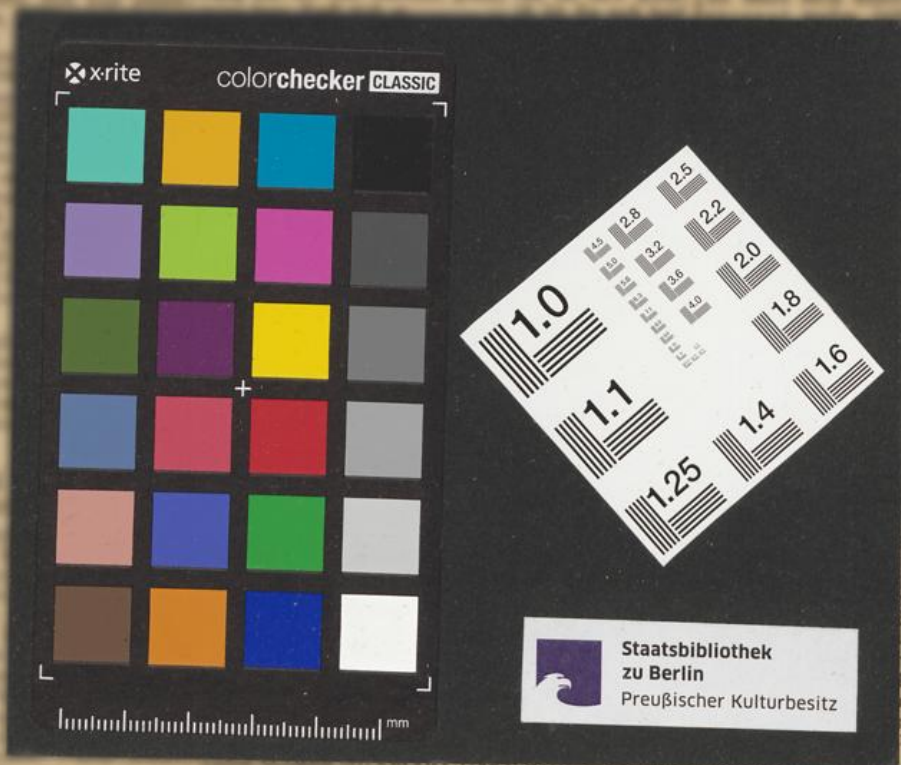 x·rite
colorchecker CLASSIC
2.5
2.8
2.2
4.5
3.2
2.0
5.0
3.6
5.6
4.0
1.8
1.0
1.6
1.1
1.4
1.25
Staatsbibliothek
zu Berlin
Preußischer Kulturbesitz
mm